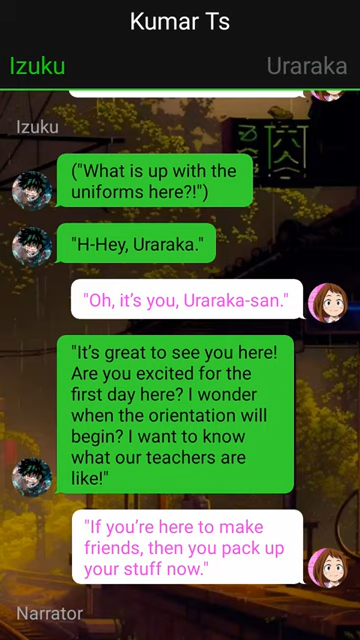 Kumar Ts
Izuku
Uraraka
Izuku
("What is up with the
uniforms here?!")
"H-Hey, Uraraka."
"Oh, it’s you, Uraraka-san."
"It’s great to see you here!
Are you excited for the
first day here? I wonder
when the orientation will
begin? I want to know
what our teachers are
like!"
"If you’re here to make
friends, then you pack up
your stuff now."
Narrator